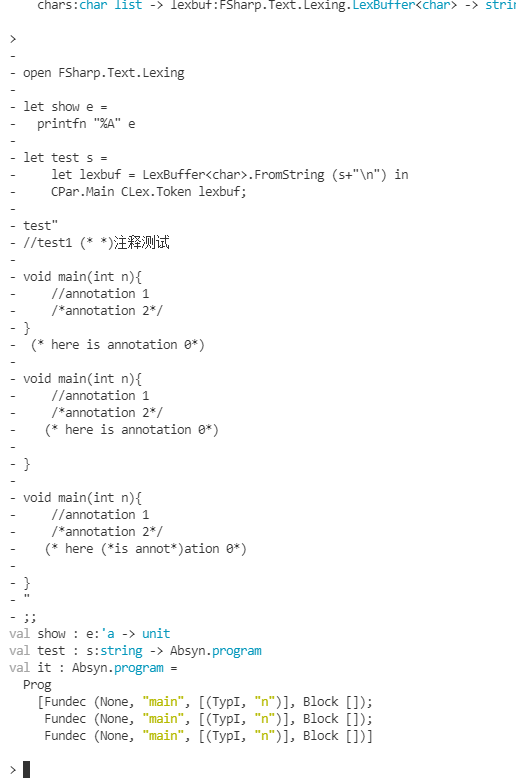 chars:char list -> lexbuf:FSharp.Text.Lexing.LexBuffer<char> -> strin
>
-
- open FSharp.Text.Lexing
-
- let show e =
-   printfn "%A" e
-
- let test s =
-     let lexbuf = LexBuffer<char>.FromString (s+"\n") in
-     CPar.Main CLex.Token lexbuf;
-
- test"
- //test1 (* *)注释测试
-
- void main(int n){
-     //annotation 1
-     /*annotation 2*/
- }
-  (* here is annotation 0*)
-
- void main(int n){
-     //annotation 1
-     /*annotation 2*/
-    (* here is annotation 0*)
-
- }
-
- void main(int n){
-     //annotation 1
-     /*annotation 2*/
-    (* here (*is annot*)ation 0*)
-
- }
- "
- ;;
val show : e:'a -> unit
val test : s:string -> Absyn.program
val it : Absyn.program =
  Prog
    [Fundec (None, "main", [(TypI, "n")], Block []);
     Fundec (None, "main", [(TypI, "n")], Block []);
     Fundec (None, "main", [(TypI, "n")], Block [])]
>